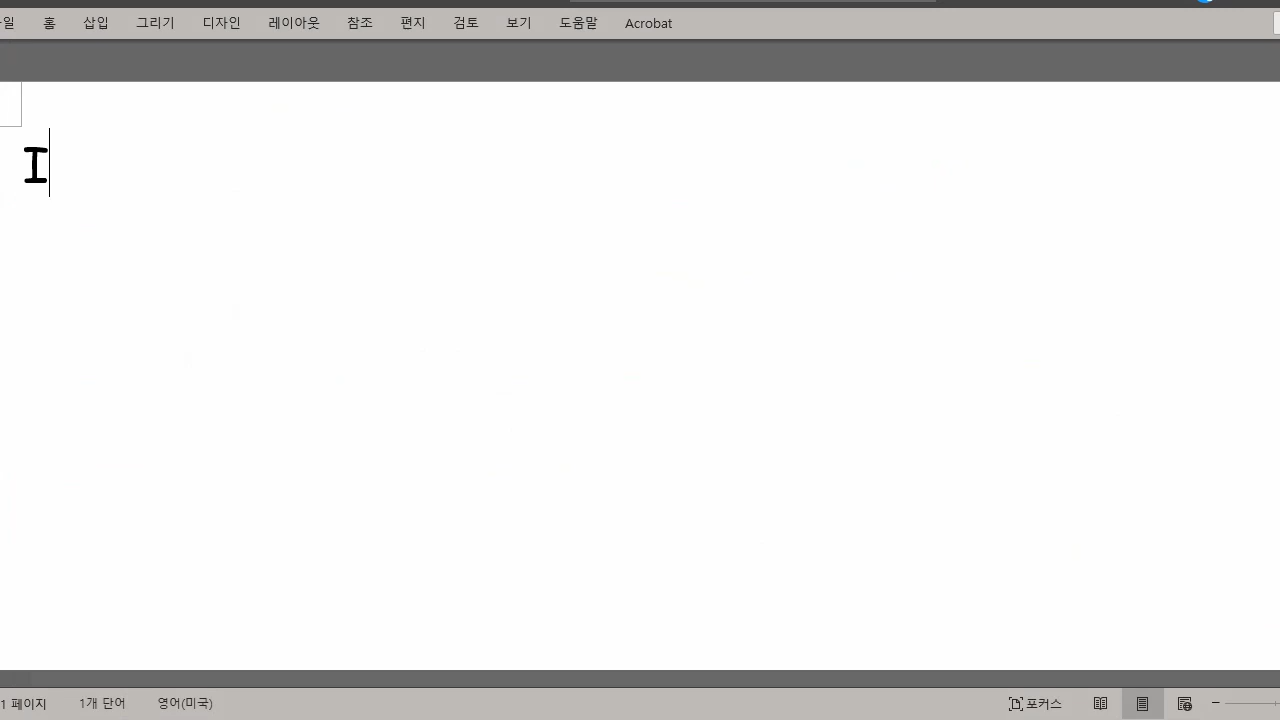 일 홈 삽입 그리기 디자인 레이아웃 참조 편지 검토 보기 도움말 Acrobat
I
1 페이지 1개 단어 영어(미국) 포커스